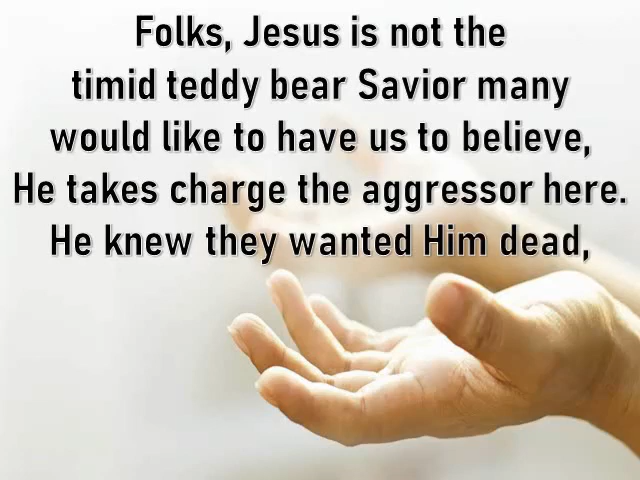 Folks, Jesus is not the
timid teddy bear Savior many
would like to have us to believe,
He takes charge the aggressor here.
He knew they wanted Him dead,